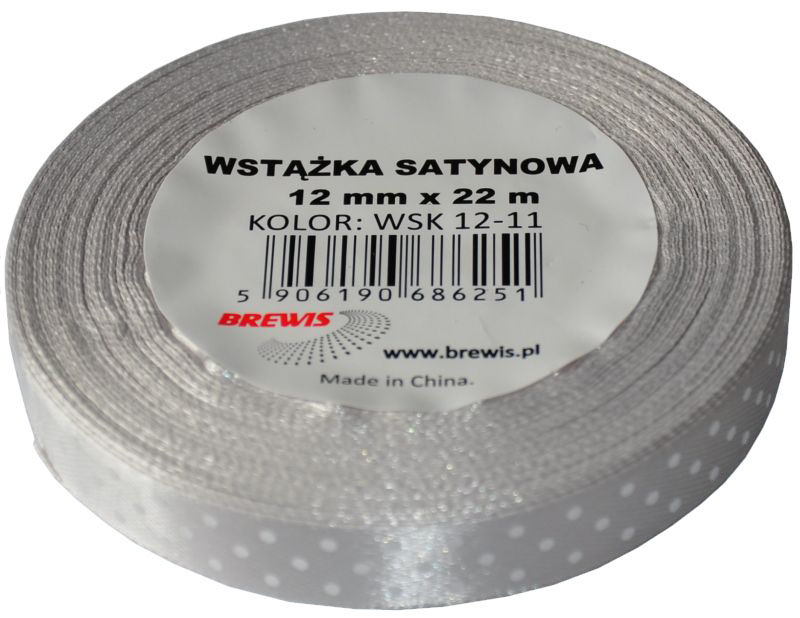 WSTĄŻKA SATYNOWA
12 mm x 22 m
KOLOR: WSK 12-11
5 906190 686251
BREWIS
www.brewis.pl
Made in China.